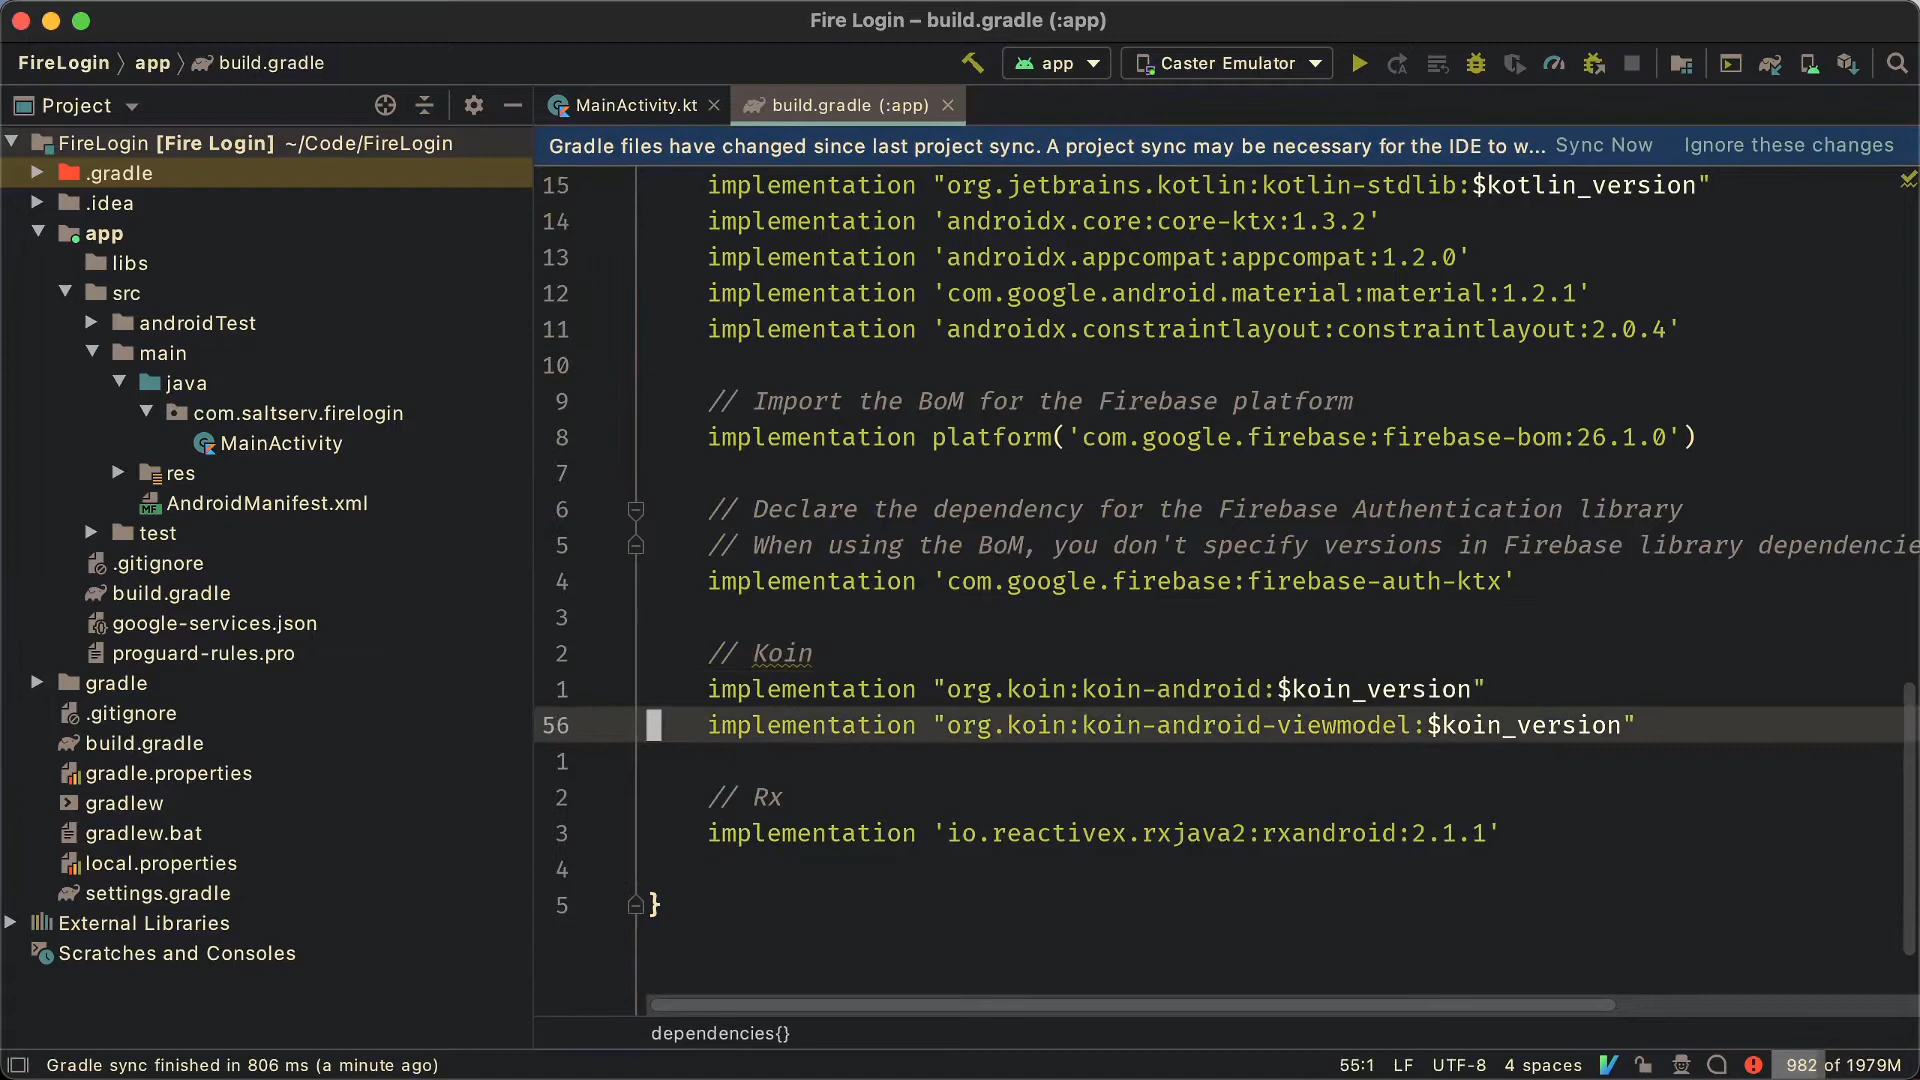 Fire Login – build.gradle (:app)
FireLogin 〉 app 〉 build.gradle
app
Caster Emulator
Project
MainActivity.kt
build.gradle (:app)
FireLogin [Fire Login] ~/Code/FireLogin
.gradle
.idea
app
libs
src
androidTest
main
java
com.saltserv.firelogin
MainActivity
res
AndroidManifest.xml
test
.gitignore
build.gradle
google-services.json
proguard-rules.pro
gradle
.gitignore
build.gradle
gradle.properties
gradlew
gradlew.bat
local.properties
settings.gradle
External Libraries
Scratches and Consoles
Gradle files have changed since last project sync. A project sync may be necessary for the IDE to w... Sync Now Ignore these changes
15 implementation "org.jetbrains.kotlin:kotlin-stdlib:$kotlin_version"
14 implementation 'androidx.core:core-ktx:1.3.2'
13 implementation 'androidx.appcompat:appcompat:1.2.0'
12 implementation 'com.google.android.material:material:1.2.1'
11 implementation 'androidx.constraintlayout:constraintlayout:2.0.4'
10
9 // Import the BoM for the Firebase platform
8 implementation platform('com.google.firebase:firebase-bom:26.1.0')
7
6 // Declare the dependency for the Firebase Authentication library
5 // When using the BoM, you don't specify versions in Firebase library dependencie
4 implementation 'com.google.firebase:firebase-auth-ktx'
3
2 // Koin
1 implementation "org.koin:koin-android:$koin_version"
56 implementation "org.koin:koin-android-viewmodel:$koin_version"
1
2 // Rx
3 implementation 'io.reactivex.rxjava2:rxandroid:2.1.1'
4
5 }
dependencies{}
Gradle sync finished in 806 ms (a minute ago)
55:1 LF UTF-8 4 spaces
982 of 1979M